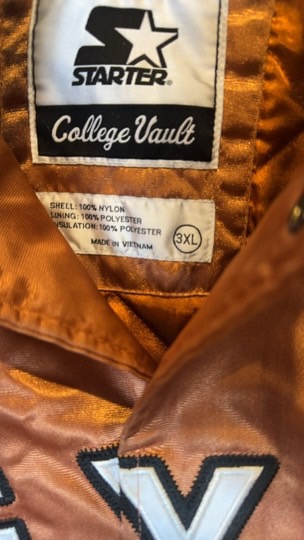 STARTER
College Vault
SHELL: 100% NYLON
LINING: 100% POLYESTER
INSULATION: 100% POLYESTER
MADE IN VIETNAM
3XL